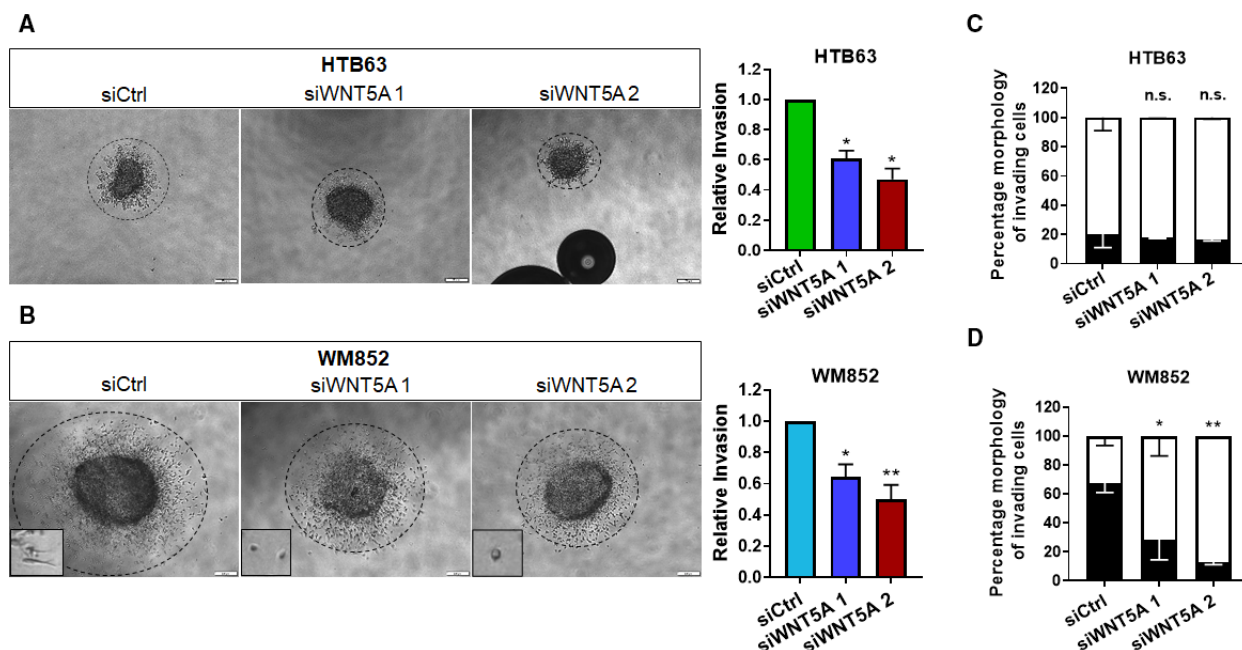 A
HTB63
siCtrl siWNT5A 1 siWNT5A 2
HTB63
Relative Invasion
1.2
1.0
0.8
0.6
0.4
0.2
0.0
*
*
siCtrl
siWNT5A 1
siWNT5A 2
B
WM852
siCtrl siWNT5A 1 siWNT5A 2
WM852
Relative Invasion
1.2
1.0
0.8
0.6
0.4
0.2
0.0
*
**
siCtrl
siWNT5A 1
siWNT5A 2
C
HTB63
Percentage morphology
of invading cells
120
100
80
60
40
20
0
n.s.
n.s.
siCtrl
siWNT5A 1
siWNT5A 2
D
WM852
Percentage morphology
of invading cells
120
100
80
60
40
20
0
*
**
siCtrl
siWNT5A 1
siWNT5A 2